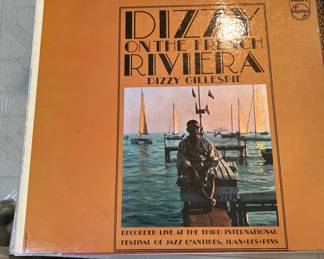 DIZZY
ON THE FRENCH
RIVIERA
DIZZY GILLESPIE
RECORDED LIVE AT THE THIRD INTERNATIONAL
FESTIVAL OF JAZZ D'ANTIBES, JUAN•LES•PINS